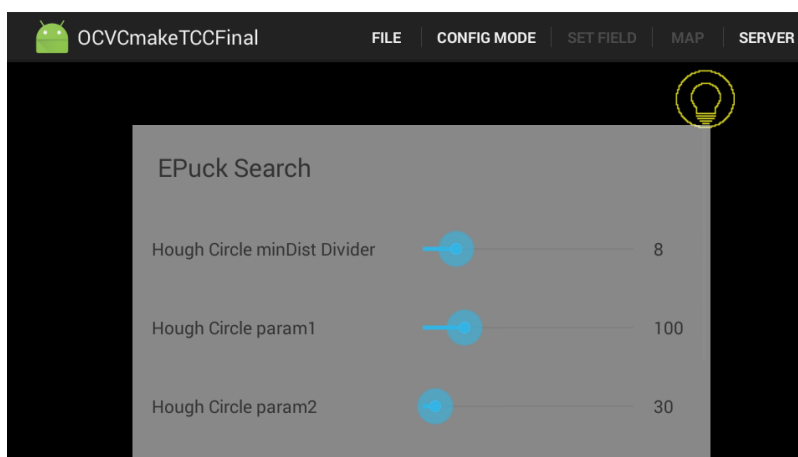 OCVCmakeTCCFinal FILE CONFIG MODE SET FIELD MAP SERVER
EPuck Search
Hough Circle minDist Divider 8
Hough Circle param1 100
Hough Circle param2 30